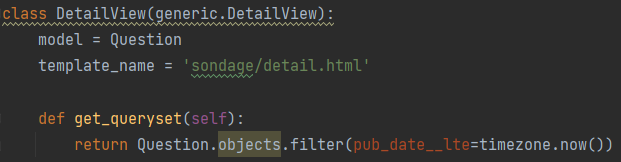 class DetailView(generic.DetailView):
    model = Question
    template_name = 'sondage/detail.html'

    def get_queryset(self):
        return Question.objects.filter(pub_date__lte=timezone.now())